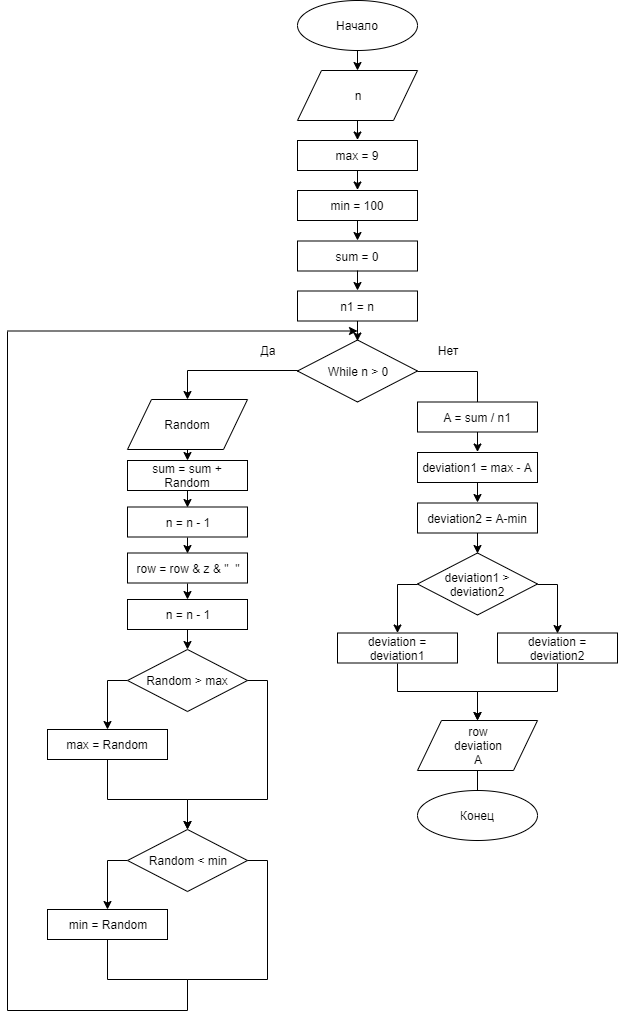 Начало
n
max = 9
min = 100
sum = 0
n1 = n
Да
Нет
While n > 0
Random
sum = sum +
Random
n = n - 1
row = row & z & "  "
n = n - 1
Random > max
max = Random
Random < min
min = Random
A = sum / n1
deviation1 = max - A
deviation2 = A-min
deviation1 >
deviation2
deviation =
deviation1
deviation =
deviation2
row
deviation
A
Конец